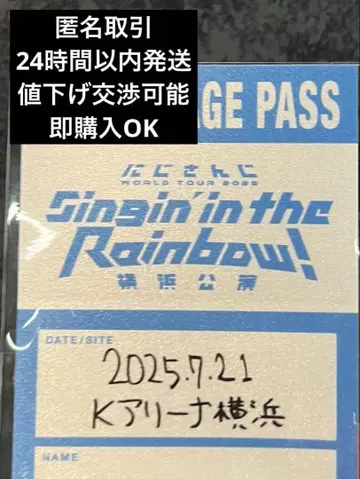 匿名取引
24時間以内発送
値下げ交渉可能
即購入OK
AGE PASS
にじさんじ
WORLD TOUR 2025
Singin' in the
Rainbow!
横浜公演
DATE/SITE
2025.7.21
Kアリーナ横浜
NAME